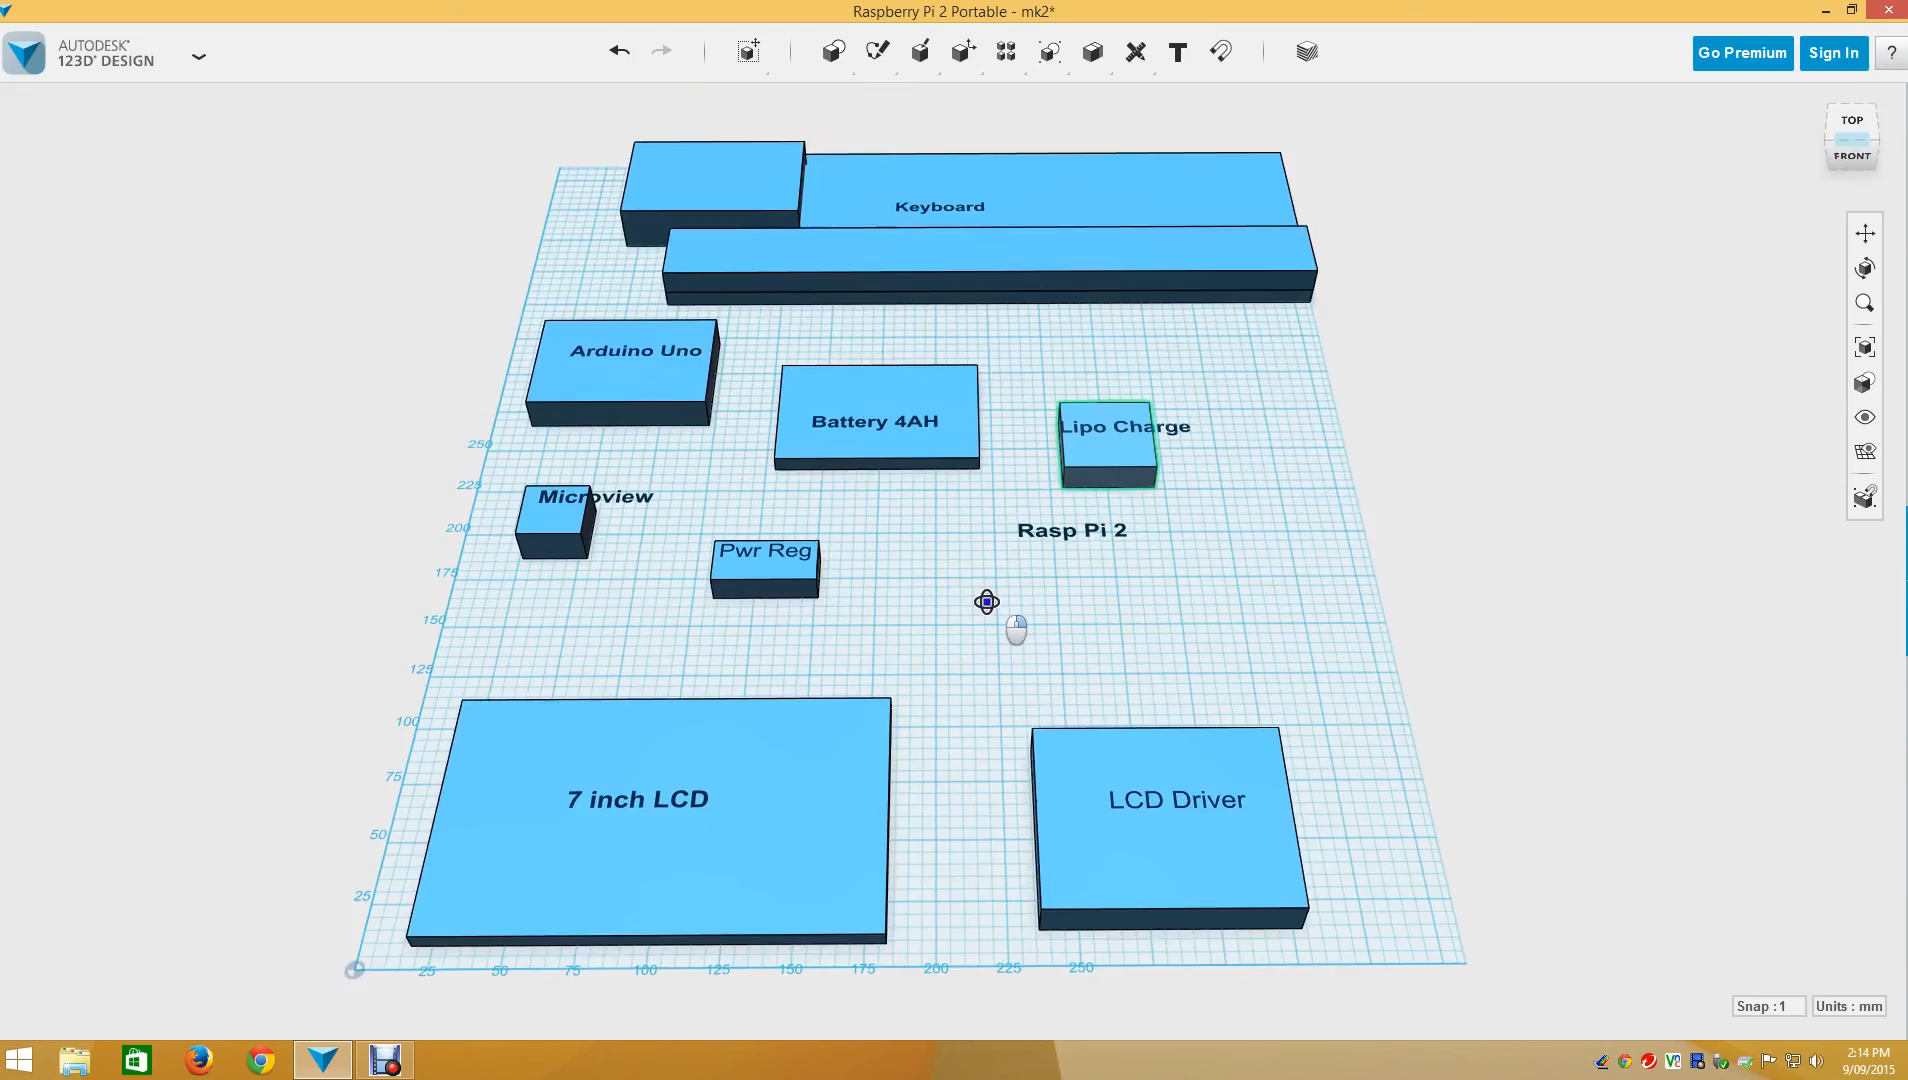 Raspberry Pi 2 Portable - mk2*
AUTODESK®
123D® DESIGN
Go Premium
Sign In
?
TOP
FRONT
Keyboard
Arduino Uno
Battery 4AH
Lipo Charge
Microview
Rasp Pi 2
Pwr Reg
7 inch LCD
LCD Driver
250
225
200
175
150
125
100
75
50
25
25 50 75 100 125 150 175 200 225 250
Snap : 1
Units : mm
2:14 PM
9/09/2015